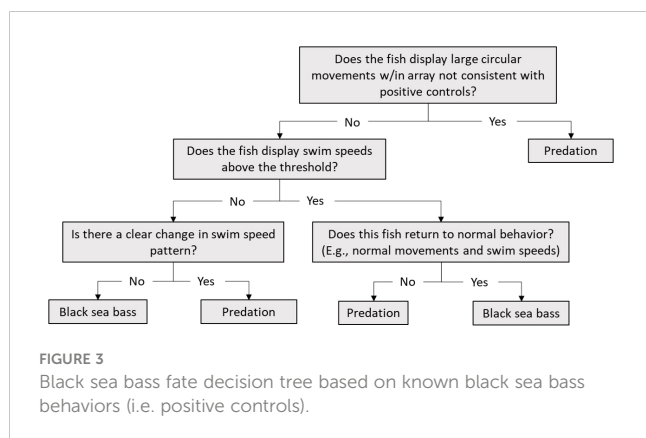 Does the fish display large circular
movements w/in array not consistent with
positive controls?
No
Yes
Does the fish display swim speeds
above the threshold?
Predation
No
Yes
Is there a clear change in swim speed
pattern?
Does this fish return to normal behavior?
(E.g., normal movements and swim speeds)
No
Yes
No
Yes
Black sea bass
Predation
Predation
Black sea bass
FIGURE 3
Black sea bass fate decision tree based on known black sea bass
behaviors (i.e. positive controls).